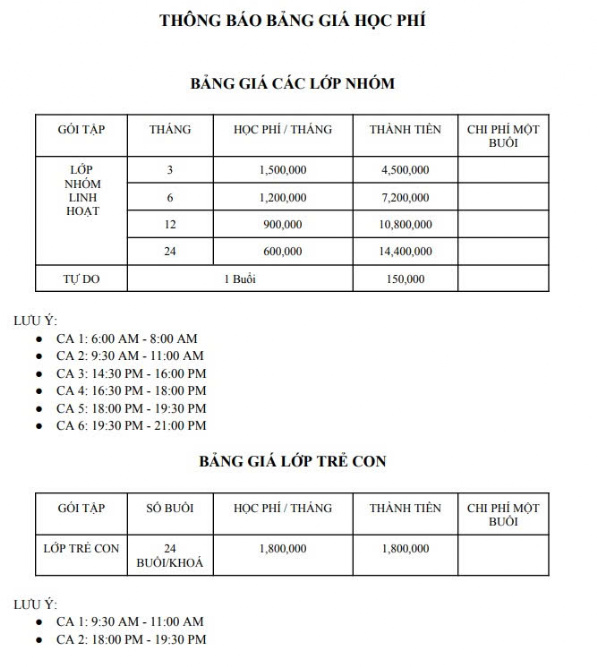 THÔNG BÁO BẢNG GIÁ HỌC PHÍ
BẢNG GIÁ CÁC LỚP NHÓM
GÓI TẬP THÁNG HỌC PHÍ / THÁNG THÀNH TIỀN CHI PHÍ MỘT
BUỔI
LỚP
NHÓM
LINH
HOẠT
3 1,500,000 4,500,000
6 1,200,000 7,200,000
12 900,000 10,800,000
24 600,000 14,400,000
TỰ DO 1 Buổi 150,000
LƯU Ý:
● CA 1: 6:00 AM - 8:00 AM
● CA 2: 9:30 AM - 11:00 AM
● CA 3: 14:30 PM - 16:00 PM
● CA 4: 16:30 PM - 18:00 PM
● CA 5: 18:00 PM - 19:30 PM
● CA 6: 19:30 PM - 21:00 PM
BẢNG GIÁ LỚP TRẺ CON
GÓI TẬP SỐ BUỔI HỌC PHÍ / THÁNG THÀNH TIỀN CHI PHÍ MỘT
BUỔI
LỚP TRẺ CON 24 1,800,000 1,800,000
BUỔI/KHOÁ
LƯU Ý:
● CA 1: 9:30 AM - 11:00 AM
● CA 2: 18:00 PM - 19:30 PM